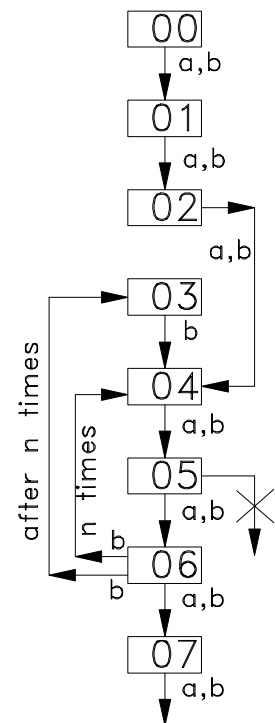 00
a,b
01
a,b
02
a,b
03
b
04
a,b
05
a,b
06
b
b
a,b
07
a,b
n times
after n times